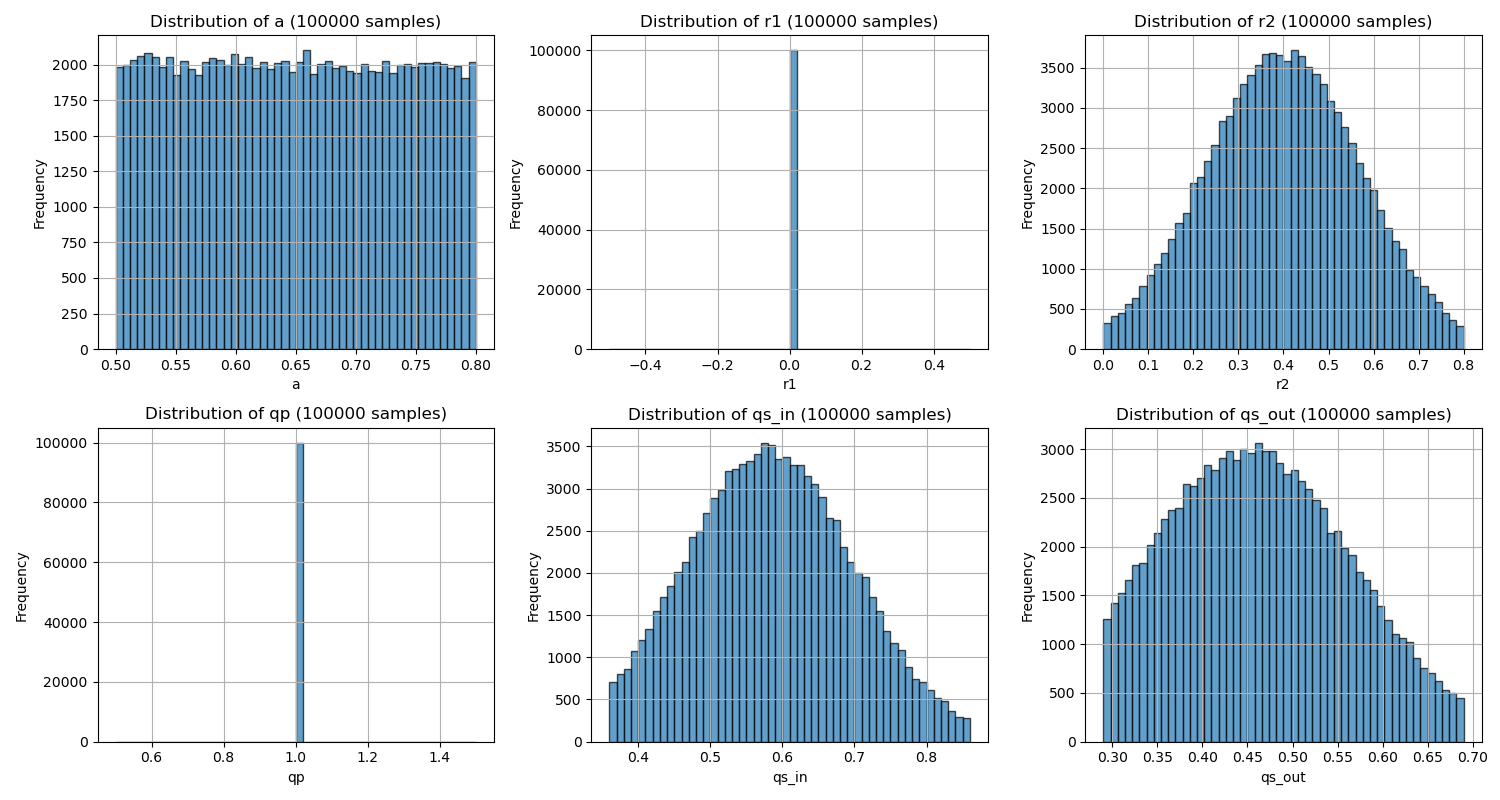 Distribution of a (100000 samples)
2000
1750
1500
1250
1000
750
500
250
0
Frequency
0.50 0.55 0.60 0.65 0.70 0.75 0.80
a
Distribution of r1 (100000 samples)
100000
80000
60000
40000
20000
0
Frequency
−0.4 −0.2 0.0 0.2 0.4
r1
Distribution of r2 (100000 samples)
3500
3000
2500
2000
1500
1000
500
0
Frequency
0.0 0.1 0.2 0.3 0.4 0.5 0.6 0.7 0.8
r2
Distribution of qp (100000 samples)
100000
80000
60000
40000
20000
0
Frequency
0.6 0.8 1.0 1.2 1.4
qp
Distribution of qs_in (100000 samples)
3500
3000
2500
2000
1500
1000
500
0
Frequency
0.4 0.5 0.6 0.7 0.8
qs_in
Distribution of qs_out (100000 samples)
3000
2500
2000
1500
1000
500
0
Frequency
0.30 0.35 0.40 0.45 0.50 0.55 0.60 0.65 0.70
qs_out